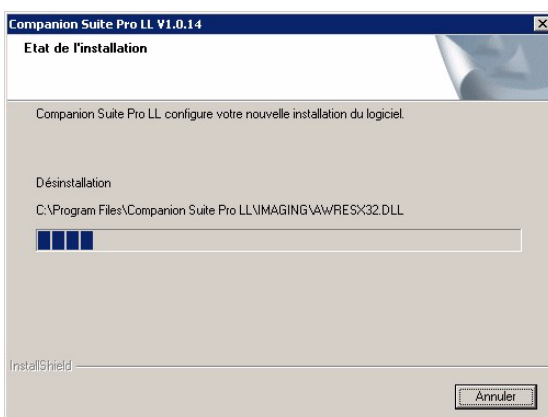 Companion Suite Pro LL V1.0.14
Etat de l'installation
Companion Suite Pro LL configure votre nouvelle installation du logiciel.
Désinstallation
C:\Program Files\Companion Suite Pro LL\IMAGING\AWRESX32.DLL
InstallShield
Annuler